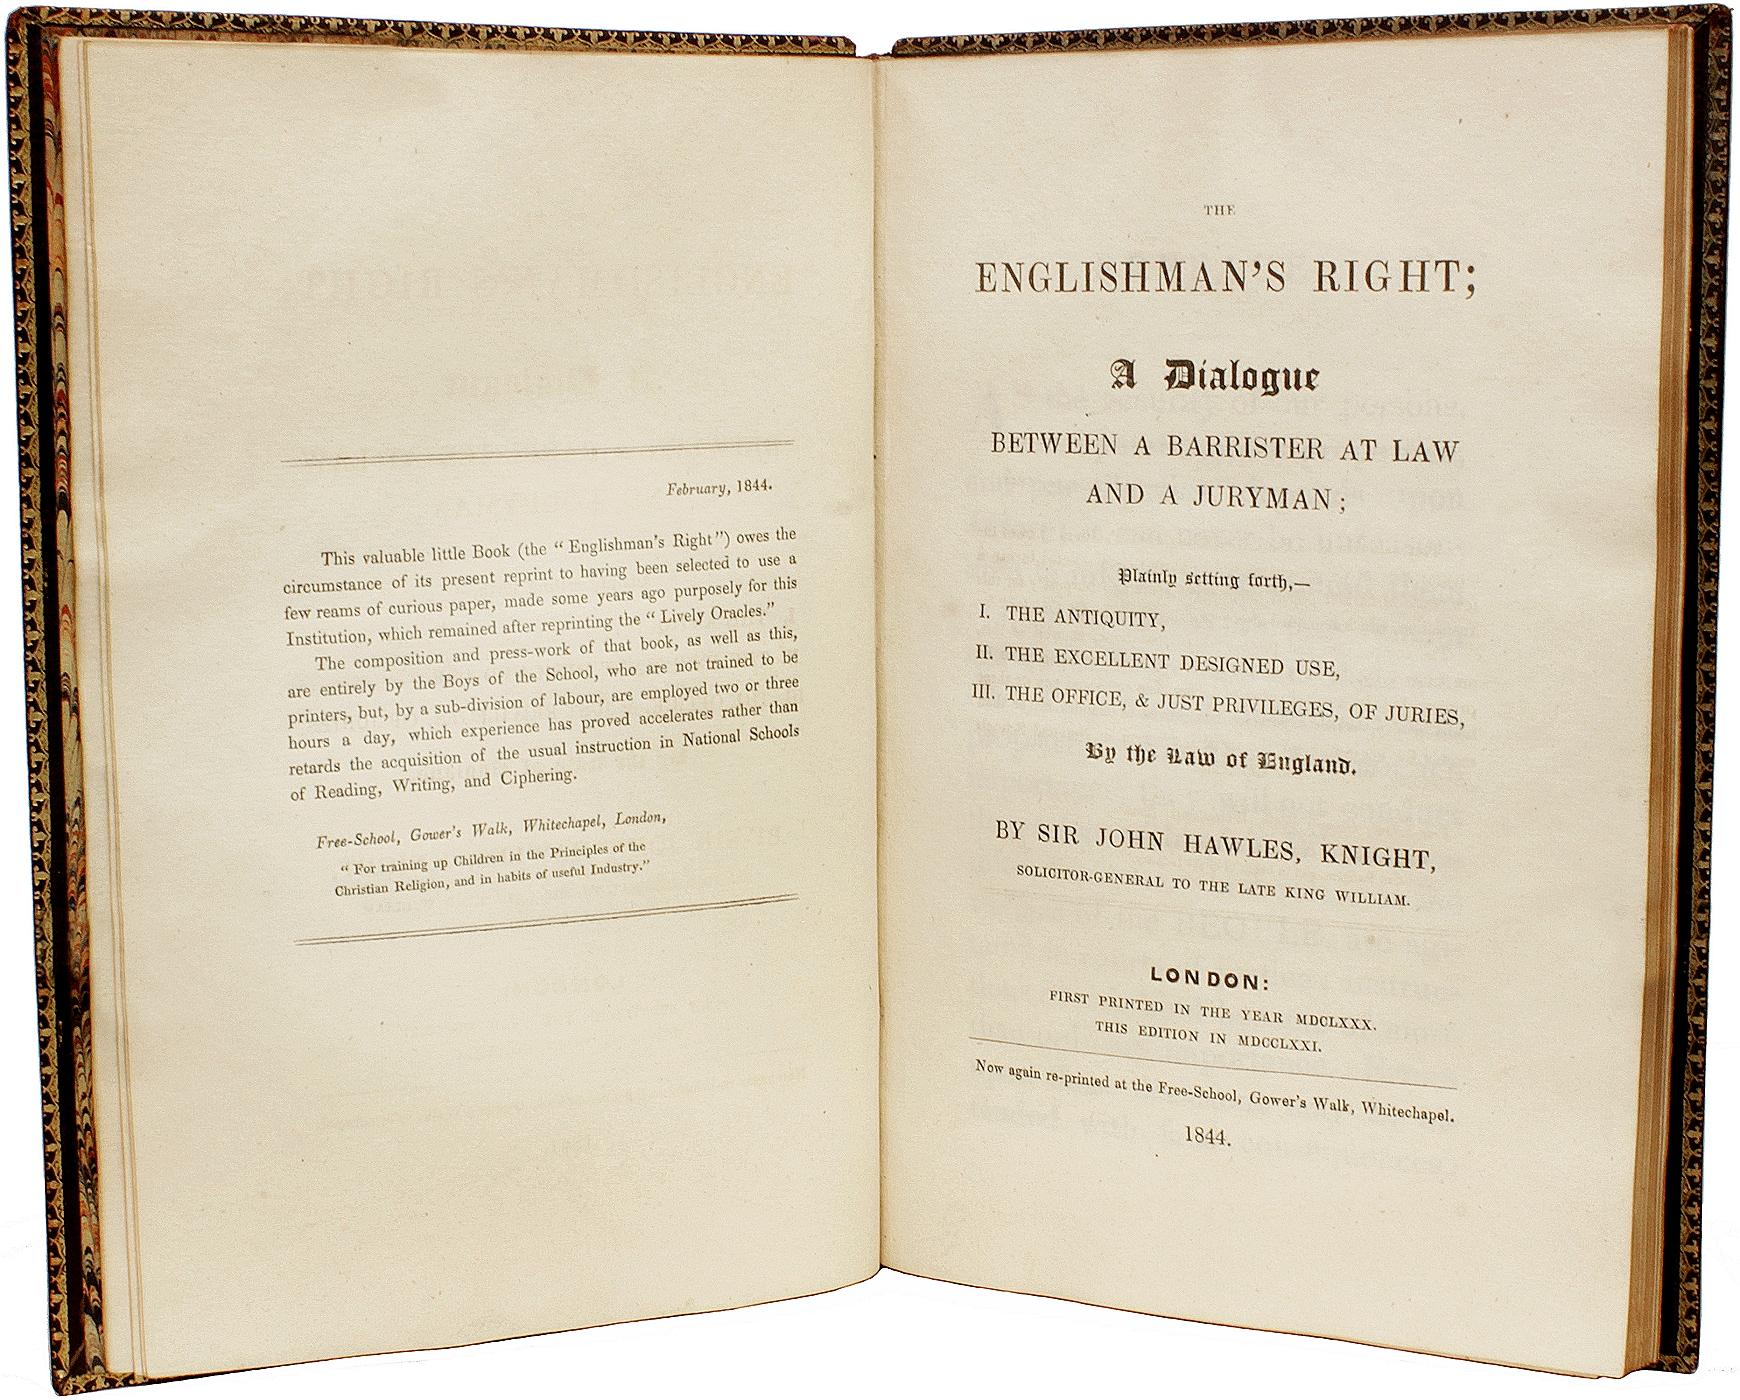 February, 1844.
This valuable little Book (the “Englishman’s Right”) owes the
circumstance of its present reprint to having been selected to use a
few reams of curious paper, made some years ago purposely for this
Institution, which remained after reprinting the “Lively Oracles.”
The composition and press-work of that book, as well as this,
are entirely by the Boys of the School, who are not trained to be
printers, but, by a sub-division of labour, are employed two or three
hours a day, which experience has proved accelerates rather than
retards the acquisition of the usual instruction in National Schools
of Reading, Writing, and Ciphering.
Free-School, Gower’s Walk, Whitechapel, London,
“For training up Children in the Principles of the
Christian Religion, and in habits of useful Industry.”
THE
ENGLISHMAN’S RIGHT;
A Dialogue
BETWEEN A BARRISTER AT LAW
AND A JURYMAN;
Plainly setting forth,—
I. THE ANTIQUITY,
II. THE EXCELLENT DESIGNED USE,
III. THE OFFICE, & JUST PRIVILEGES, OF JURIES,
By the Law of England.
BY SIR JOHN HAWLES, KNIGHT,
SOLICITOR-GENERAL TO THE LATE KING WILLIAM.
LONDON:
FIRST PRINTED IN THE YEAR MDCLXXX.
THIS EDITION IN MDCCLXXI.
Now again re-printed at the Free-School, Gower’s Walk, Whitechapel.
1844.